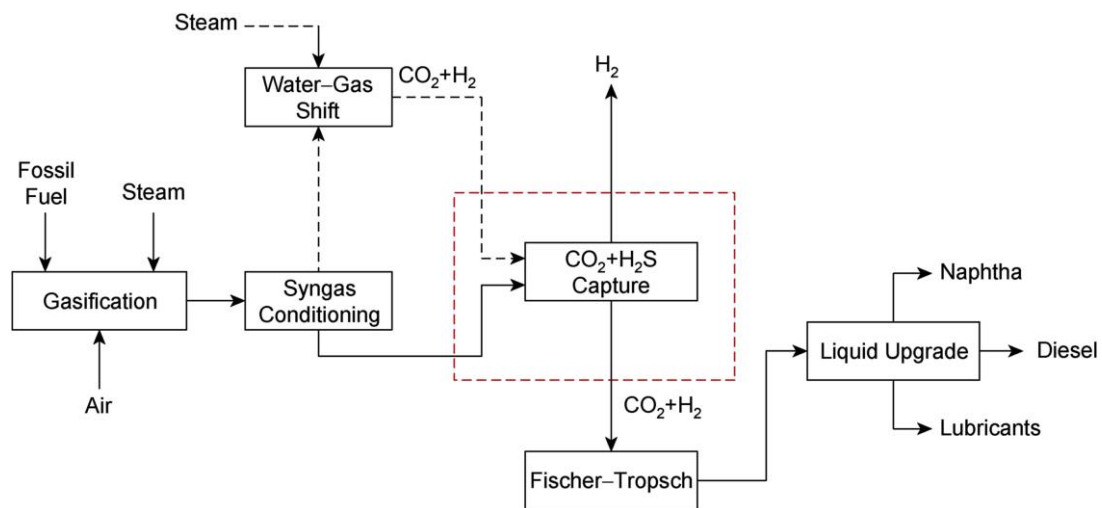 Steam
Water–Gas
Shift
CO₂+H₂
H₂
Fossil
Fuel
Steam
Gasification
Syngas
Conditioning
CO₂+H₂S
Capture
Air
CO₂+H₂
Fischer–Tropsch
Liquid Upgrade
Naphtha
Diesel
Lubricants